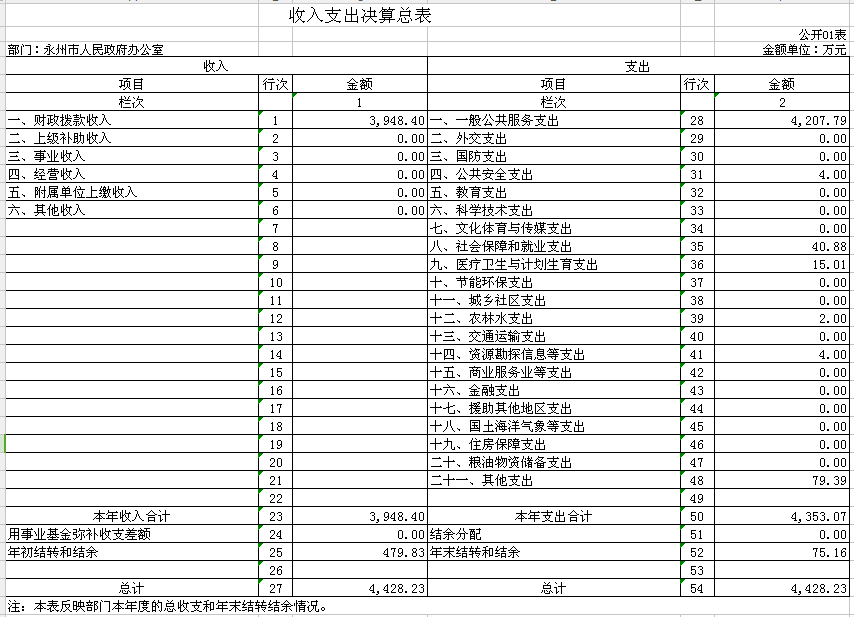 收入支出决算总表
公开01表
部门：永州市人民政府办公室 金额单位：万元
收入 支出
项目 行次 金额 项目 行次 金额
栏次 1 栏次 2
一、财政拨款收入 1 3,948.40 一、一般公共服务支出 28 4,207.79
二、上级补助收入 2 0.00 二、外交支出 29 0.00
三、事业收入 3 0.00 三、国防支出 30 0.00
四、经营收入 4 0.00 四、公共安全支出 31 4.00
五、附属单位上缴收入 5 0.00 五、教育支出 32 0.00
六、其他收入 6 0.00 六、科学技术支出 33 0.00
7 七、文化体育与传媒支出 34 0.00
8 八、社会保障和就业支出 35 40.88
9 九、医疗卫生与计划生育支出 36 15.01
10 十、节能环保支出 37 0.00
11 十一、城乡社区支出 38 0.00
12 十二、农林水支出 39 2.00
13 十三、交通运输支出 40 0.00
14 十四、资源勘探信息等支出 41 4.00
15 十五、商业服务业等支出 42 0.00
16 十六、金融支出 43 0.00
17 十七、援助其他地区支出 44 0.00
18 十八、国土海洋气象等支出 45 0.00
19 十九、住房保障支出 46 0.00
20 二十、粮油物资储备支出 47 0.00
21 二十一、其他支出 48 79.39
22 49
本年收入合计 23 3,948.40 本年支出合计 50 4,353.07
用事业基金弥补收支差额 24 0.00 结余分配 51 0.00
年初结转和结余 25 479.83 年末结转和结余 52 75.16
26 53
总计 27 4,428.23 总计 54 4,428.23
注：本表反映部门本年度的总收支和年末结转结余情况。